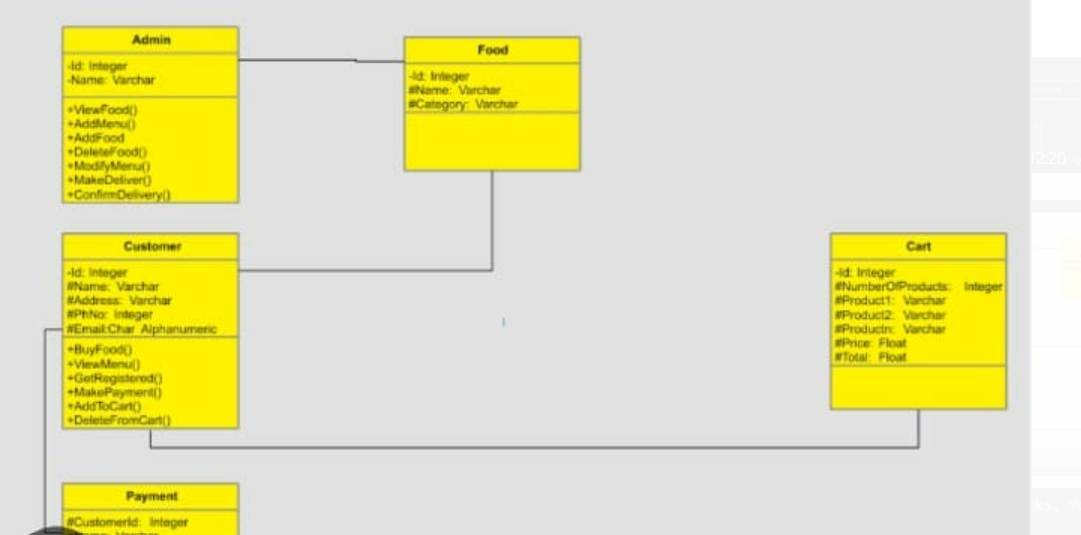 Admin
-Id: Integer
-Name: Varchar
+ViewFood()
+AddMenu()
+AddFood
+DeleteFood()
+ModifyMenu()
+MakeDeliver()
+ConfirmDelivery()
Food
-Id: Integer
#Name: Varchar
#Category: Varchar
Customer
-Id: Integer
#Name: Varchar
#Address: Varchar
#PhNo: Integer
#Email:Char Alphanumeric
+BuyFood()
+ViewMenu()
+GetRegistered()
+MakePayment()
+AddToCart()
+DeleteFromCart()
Cart
-Id: Integer
#NumberOfProducts: Integer
#Product1: Varchar
#Product2: Varchar
#Productn: Varchar
#Price: Float
#Total: Float
Payment
#CustomerId: Integer